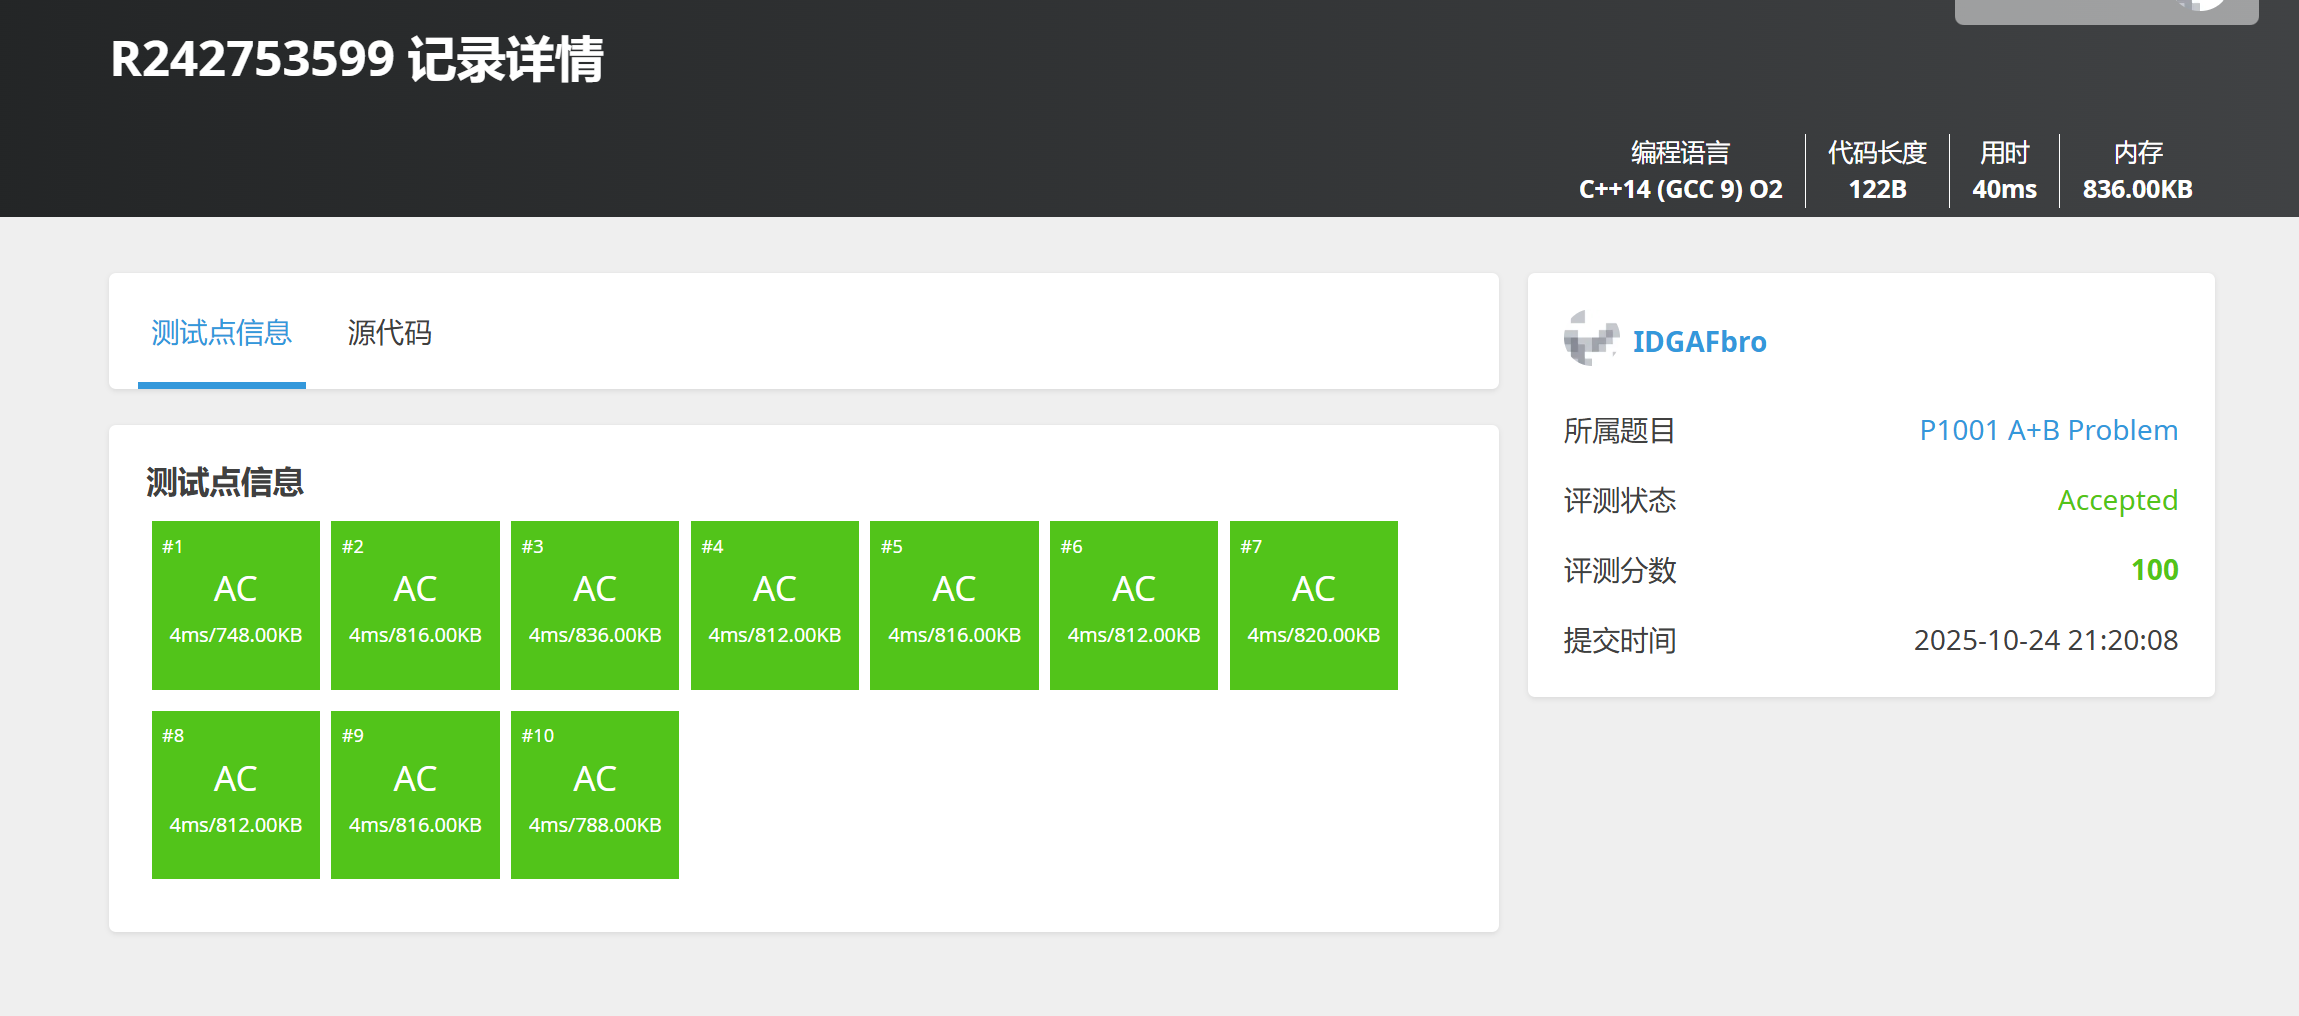 R242753599 记录详情
编程语言
C++14 (GCC 9) O2
代码长度
122B
用时
40ms
内存
836.00KB
测试点信息
源代码
测试点信息
#1
AC
4ms/748.00KB
#2
AC
4ms/816.00KB
#3
AC
4ms/836.00KB
#4
AC
4ms/812.00KB
#5
AC
4ms/816.00KB
#6
AC
4ms/812.00KB
#7
AC
4ms/820.00KB
#8
AC
4ms/812.00KB
#9
AC
4ms/816.00KB
#10
AC
4ms/788.00KB
IDGAFbro
所属题目 P1001 A+B Problem
评测状态 Accepted
评测分数 100
提交时间 2025-10-24 21:20:08